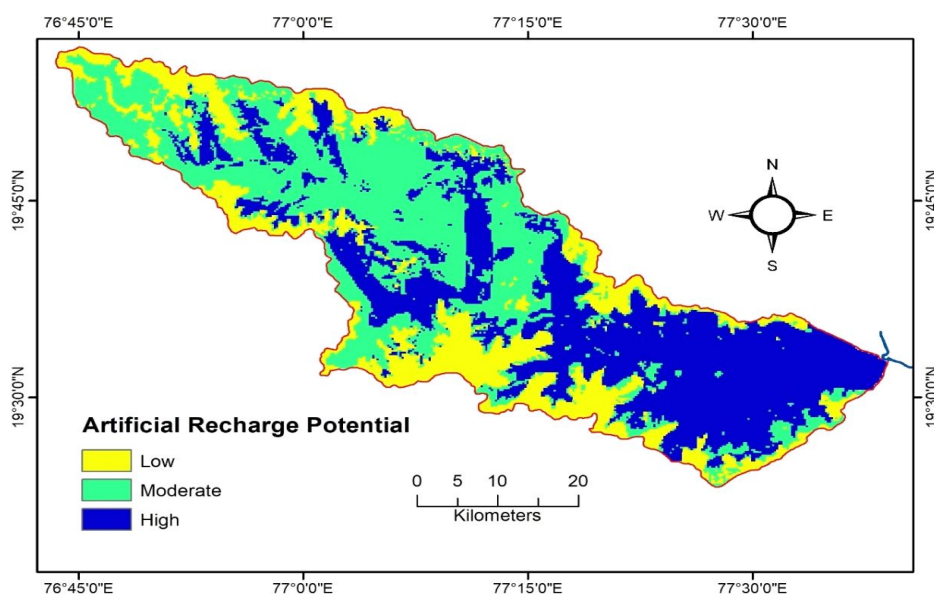 76°45'0"E 77°0'0"E 77°15'0"E 77°30'0"E
19°45'0"N 19°45'0"N
N
W E
S
19°30'0"N 19°30'0"N
Artificial Recharge Potential
Low
Moderate
High
0 5 10 20
Kilometers
76°45'0"E 77°0'0"E 77°15'0"E 77°30'0"E